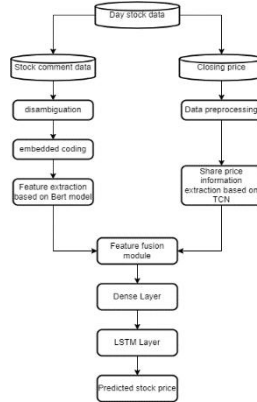 Day stock data
Stock comment data
Closing price
disambiguation
Data preprocessing
embedded coding
Feature extraction
based on Bert model
Share price
information
extraction based on
TCN
Feature fusion
module
Dense Layer
LSTM Layer
Predicted stock price